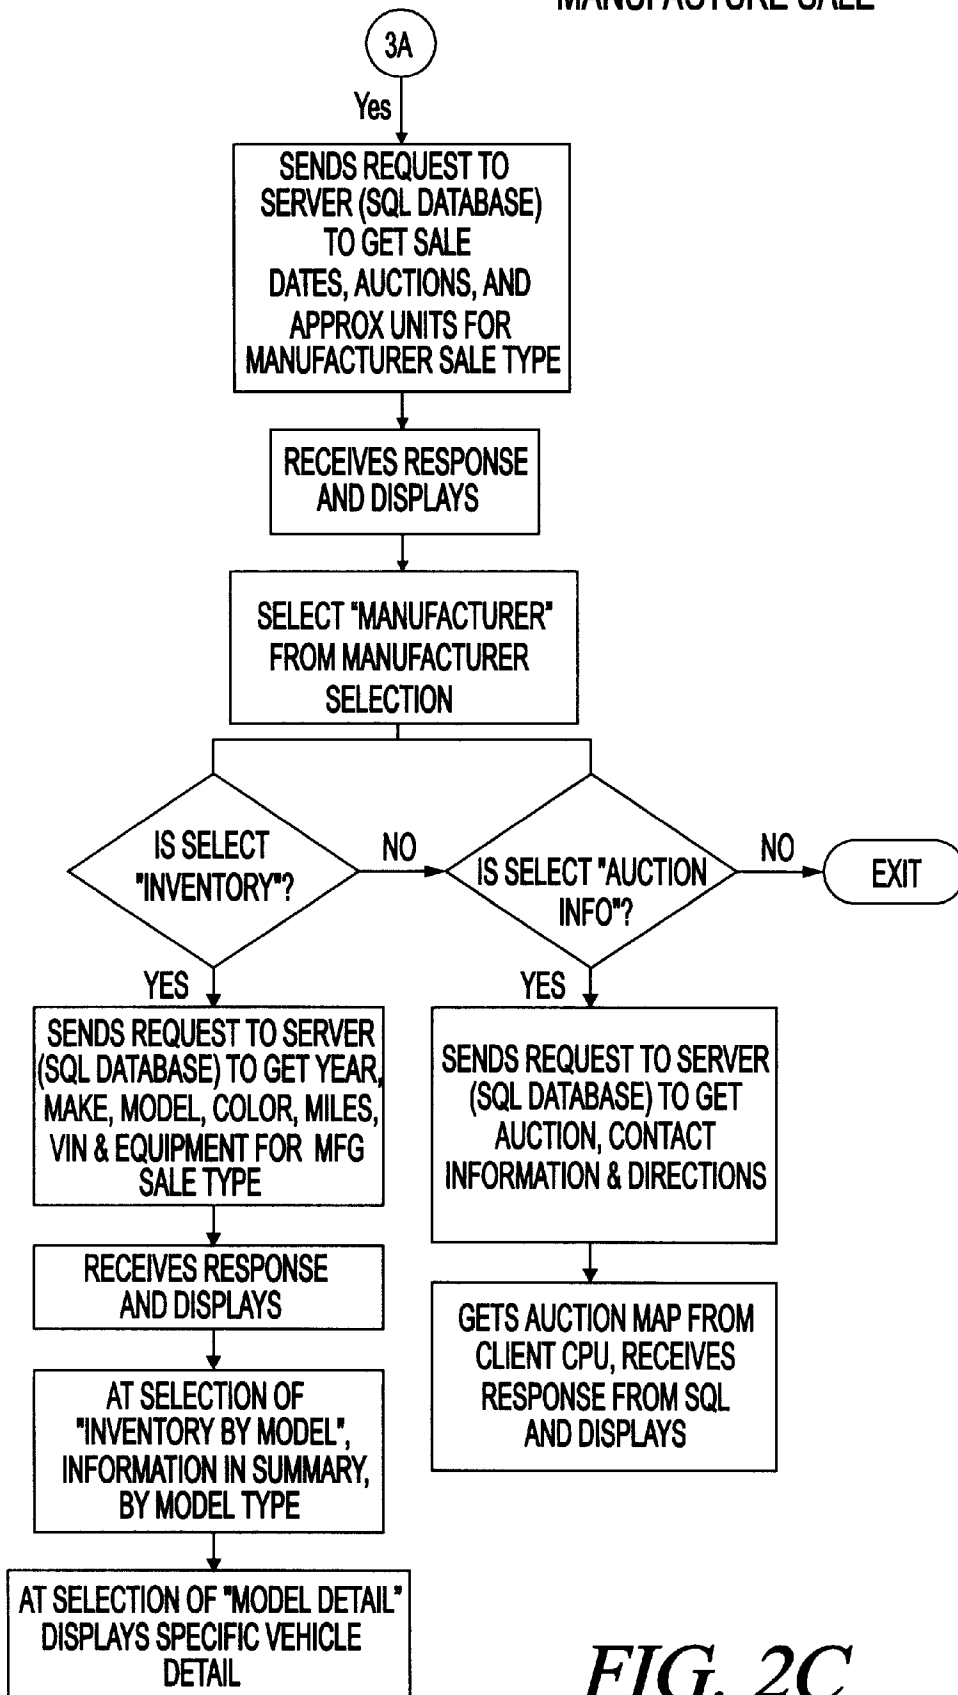 MANUFACTURE SALE
3A
Yes
SENDS REQUEST TO
SERVER (SQL DATABASE)
TO GET SALE
DATES, AUCTIONS, AND
APPROX UNITS FOR
MANUFACTURER SALE TYPE
RECEIVES RESPONSE
AND DISPLAYS
SELECT "MANUFACTURER"
FROM MANUFACTURER
SELECTION
IS SELECT
"INVENTORY"?
NO
IS SELECT "AUCTION
INFO"?
NO
EXIT
YES
SENDS REQUEST TO SERVER
(SQL DATABASE) TO GET YEAR,
MAKE, MODEL, COLOR, MILES,
VIN & EQUIPMENT FOR MFG
SALE TYPE
RECEIVES RESPONSE
AND DISPLAYS
AT SELECTION OF
"INVENTORY BY MODEL",
INFORMATION IN SUMMARY,
BY MODEL TYPE
AT SELECTION OF "MODEL DETAIL"
DISPLAYS SPECIFIC VEHICLE
DETAIL
YES
SENDS REQUEST TO SERVER
(SQL DATABASE) TO GET
AUCTION, CONTACT
INFORMATION & DIRECTIONS
GETS AUCTION MAP FROM
CLIENT CPU, RECEIVES
RESPONSE FROM SQL
AND DISPLAYS
FIG. 2C